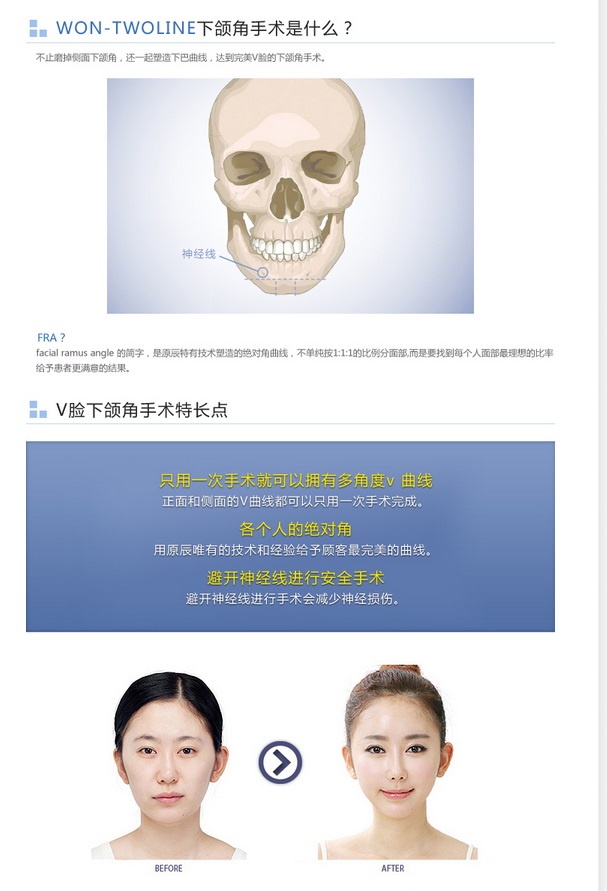 WON-TWOLINE下颌角手术是什么？
不止磨掉侧面下颌角，还一起塑造下巴曲线，达到完美V脸的下颌角手术。
神经线
FRA？
facial ramus angle 的简字，是原辰特有技术塑造的绝对角曲线，不单纯按1:1:1的比例分面部,而是要找到每个人面部最理想的比率
给予患者更满意的结果。
V脸下颌角手术特长点
只用一次手术就可以拥有多角度v 曲线
正面和侧面的V曲线都可以只用一次手术完成。
各个人的绝对角
用原辰唯有的技术和经验给予顾客最完美的曲线。
避开神经线进行安全手术
避开神经线进行手术会减少神经损伤。
BEFORE
AFTER